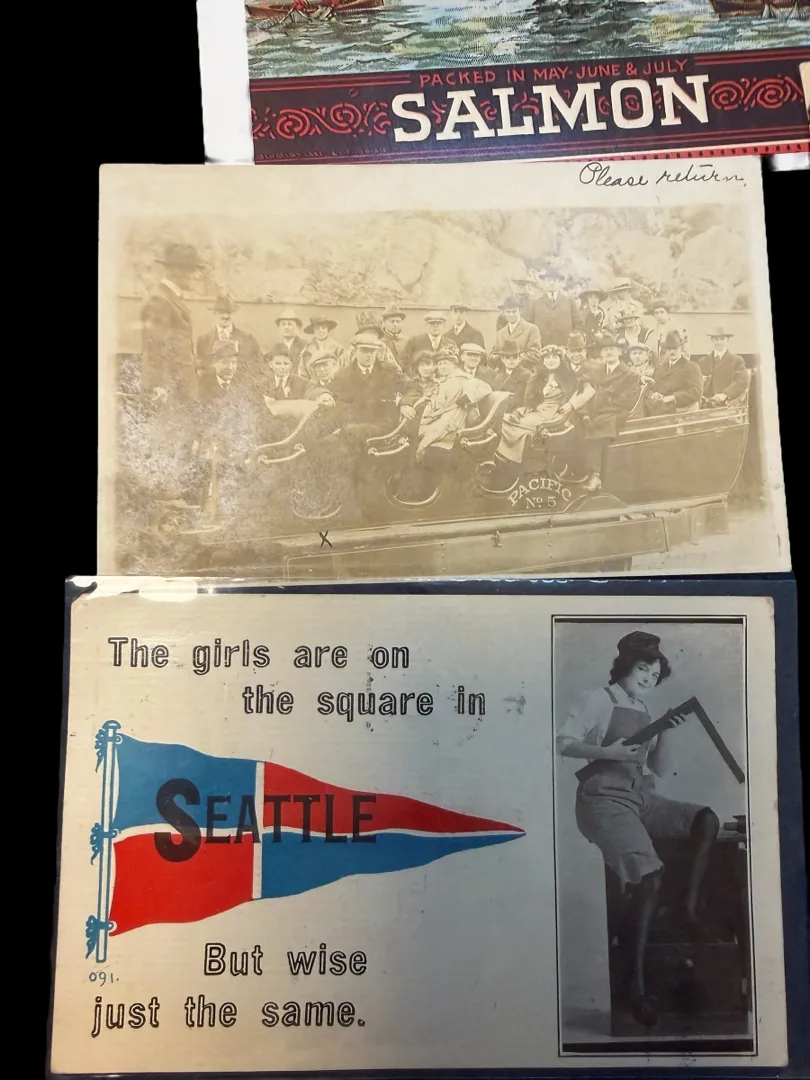 PACKED IN MAY-JUNE & JULY
SALMON
Please return.
PACIFIC
No 5
X
The girls are on
the square in
SEATTLE
091.
But wise
just the same.